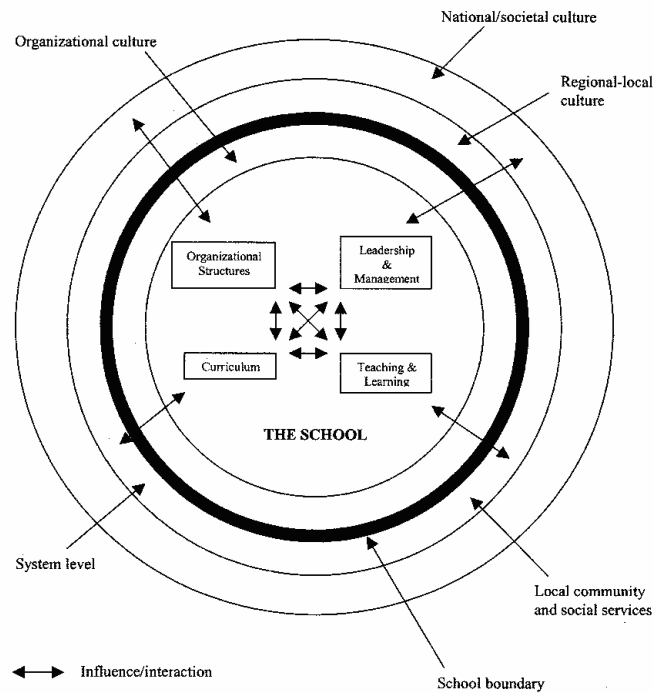 National/societal culture
Organizational culture
Regional-local
culture
Organizational
Structures
Leadership
&
Management
Curriculum
Teaching &
Learning
THE SCHOOL
System level
Local community
and social services
Influence/interaction
School boundary